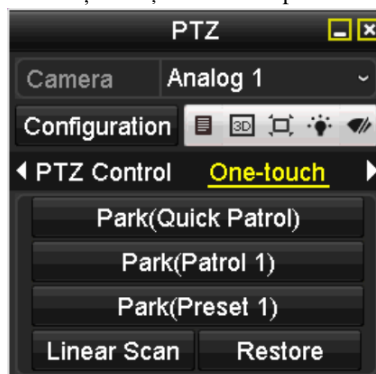 PTZ
Camera Analog 1
Configuration 3D
PTZ Control One-touch
Park(Quick Patrol)
Park(Patrol 1)
Park(Preset 1)
Linear Scan Restore